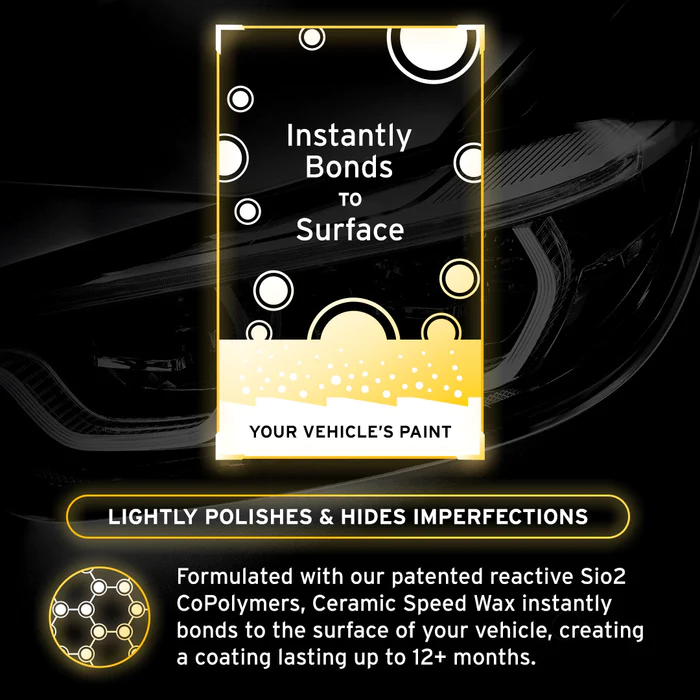 Instantly
Bonds
TO
Surface
YOUR VEHICLE'S PAINT
LIGHTLY POLISHES & HIDES IMPERFECTIONS
Formulated with our patented reactive Sio2
CoPolymers, Ceramic Speed Wax instantly
bonds to the surface of your vehicle, creating
a coating lasting up to 12+ months.